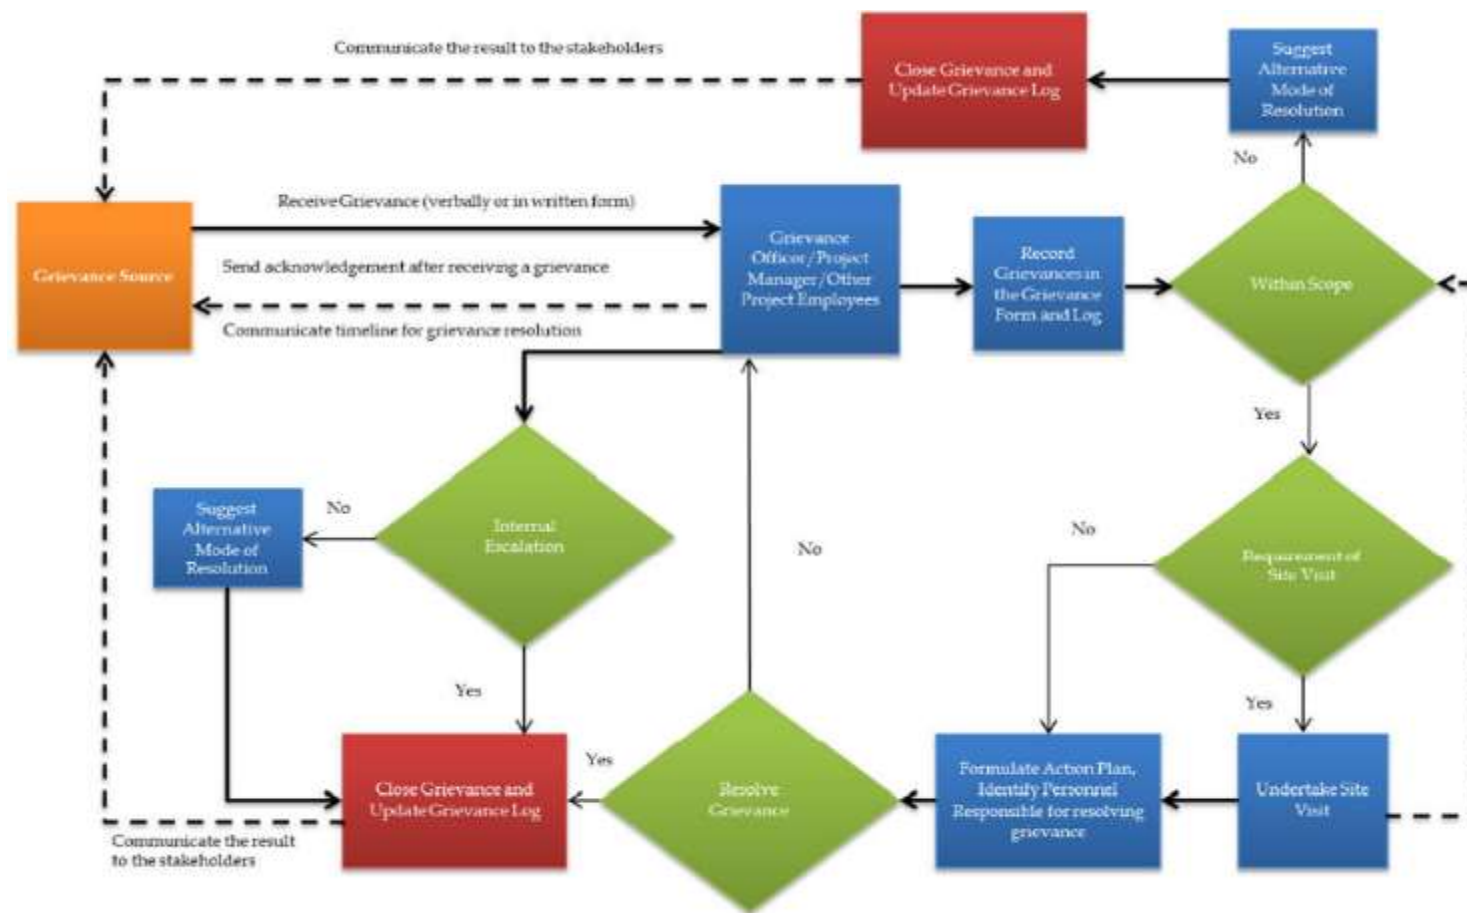 Communicate the result to the stakeholders
Close Grievance and
Update Grievance Log
Suggest
Alternative
Mode of
Resolution
No
Receive Grievance (verbally or in written form)
Grievance Source
Send acknowledgement after receiving a grievance
Communicate timeline for grievance resolution
Grievance
Officer/Project
Manager/Other
Project Employees
Record
Grievances in
the Grievance
Form and Log
Within Scope
Yes
Suggest
Alternative
Mode of
Resolution
No
Internal
Escalation
No
No
Requirement of
Site Visit
Yes
Yes
Close Grievance and
Update Grievance Log
Yes
Resolve
Grievance
Formulate Action Plan,
Identify Personnel
Responsible for resolving
grievance
Undertake Site
Visit
Communicate the result
to the stakeholders